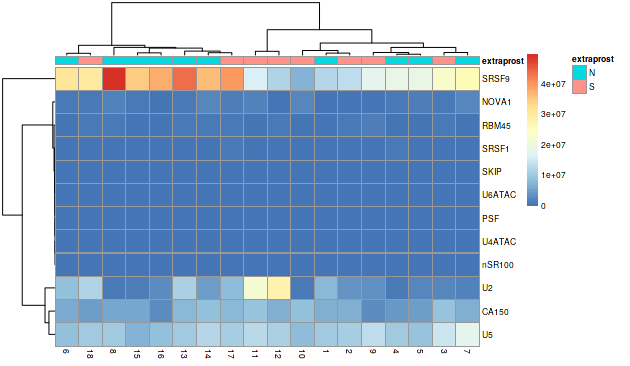 extraprost
SRSF9
NOVA1
RBM45
SRSF1
SKIP
U6ATAC
PSF
U4ATAC
nSR100
U2
CA150
U5
6 18 8 15 16 13 14 17 11 12 10 1 2 9 4 5 3 7
4e+07
3e+07
2e+07
1e+07
0
extraprost
N
S